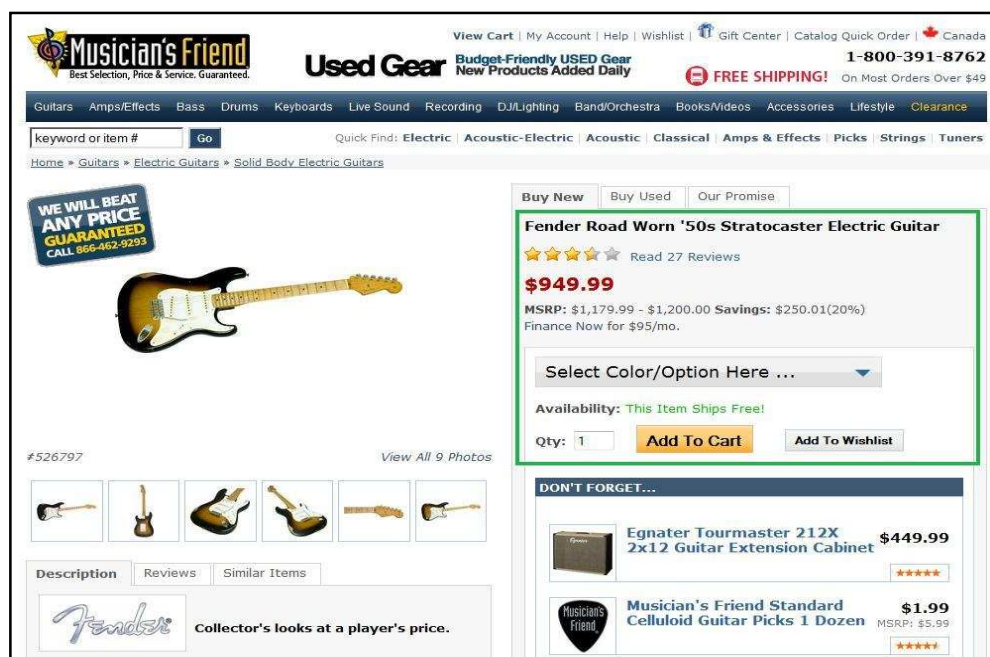 Musician's Friend
Best Selection, Price & Service. Guaranteed.
Used Gear
Budget-Friendly USED Gear
New Products Added Daily
View Cart | My Account | Help | Wishlist | Gift Center | Catalog Quick Order | Canada
1-800-391-8762
FREE SHIPPING! On Most Orders Over $49
Guitars Amps/Effects Bass Drums Keyboards Live Sound Recording DJ/Lighting Band/Orchestra Books/Videos Accessories Lifestyle Clearance
keyword or item # Go Quick Find: Electric | Acoustic-Electric | Acoustic | Classical | Amps & Effects | Picks | Strings | Tuners
Home » Guitars » Electric Guitars » Solid Body Electric Guitars
WE WILL BEAT
ANY PRICE
GUARANTEED
CALL 866-462-9293
#526797 View All 9 Photos
Description Reviews Similar Items
Fender
Collector's looks at a player's price.
Buy New Buy Used Our Promise
Fender Road Worn '50s Stratocaster Electric Guitar
Read 27 Reviews
$949.99
MSRP: $1,179.99 - $1,200.00 Savings: $250.01(20%)
Finance Now for $95/mo.
Select Color/Option Here ...
Availability: This Item Ships Free!
Qty: 1 Add To Cart Add To Wishlist
DON'T FORGET...
Egnater
Egnater Tourmaster 212X
2x12 Guitar Extension Cabinet
$449.99
Musician's
Friend
Musician's Friend Standard
Celluloid Guitar Picks 1 Dozen
$1.99
MSRP: $5.99